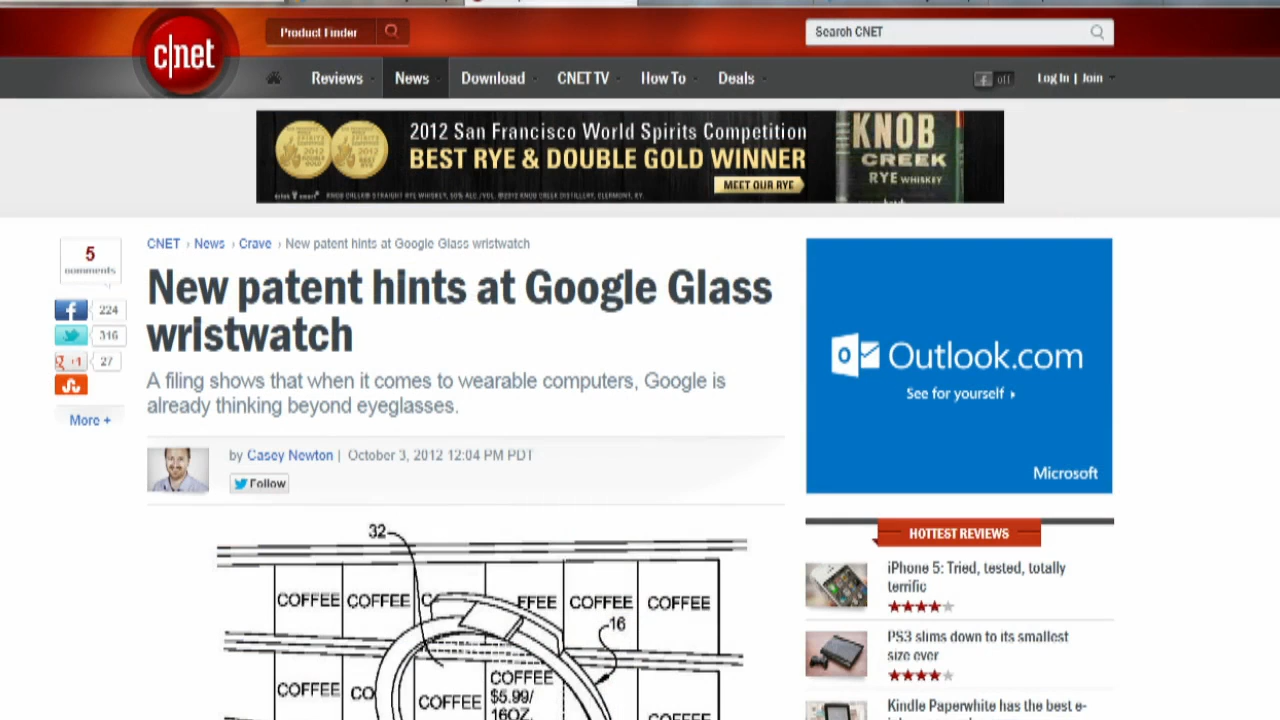 Product Finder
Search CNET
c|net
Reviews
News
Download
CNET TV
How To
Deals
f off
Log In | Join
2012 San Francisco World Spirits Competition
BEST RYE & DOUBLE GOLD WINNER
MEET OUR RYE
KNOB
CREEK
RYE WHISKEY
5
comments
224
316
+1 27
More +
CNET › News › Crave › New patent hints at Google Glass wristwatch
New patent hints at Google Glass
wristwatch
A filing shows that when it comes to wearable computers, Google is
already thinking beyond eyeglasses.
by Casey Newton | October 3, 2012 12:04 PM PDT
Follow
Outlook.com
See for yourself
Microsoft
HOTTEST REVIEWS
iPhone 5: Tried, tested, totally
terrific
PS3 slims down to its smallest
size ever
Kindle Paperwhite has the best e-
32
COFFEE COFFEE C FFEE COFFEE COFFEE
16
COFFEE CO COFFEE COFFEE
$5.99/
16OZ.
COFFEE